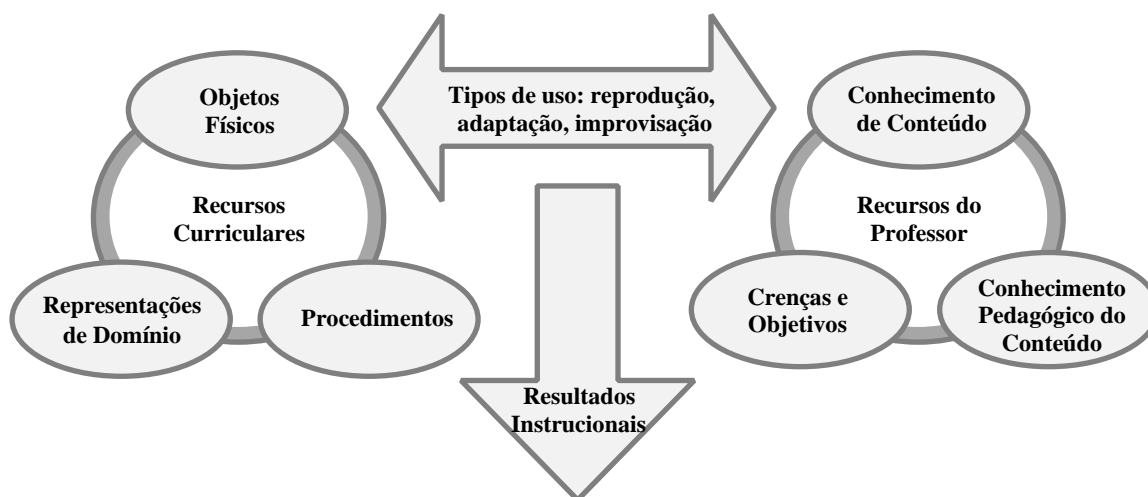 Objetos
Físicos
Recursos
Curriculares
Representações
de Domínio
Procedimentos
Tipos de uso: reprodução,
adaptação, improvisação
Resultados
Instrucionais
Conhecimento
de Conteúdo
Recursos do
Professor
Crenças e
Objetivos
Conhecimento
Pedagógico do
Conteúdo